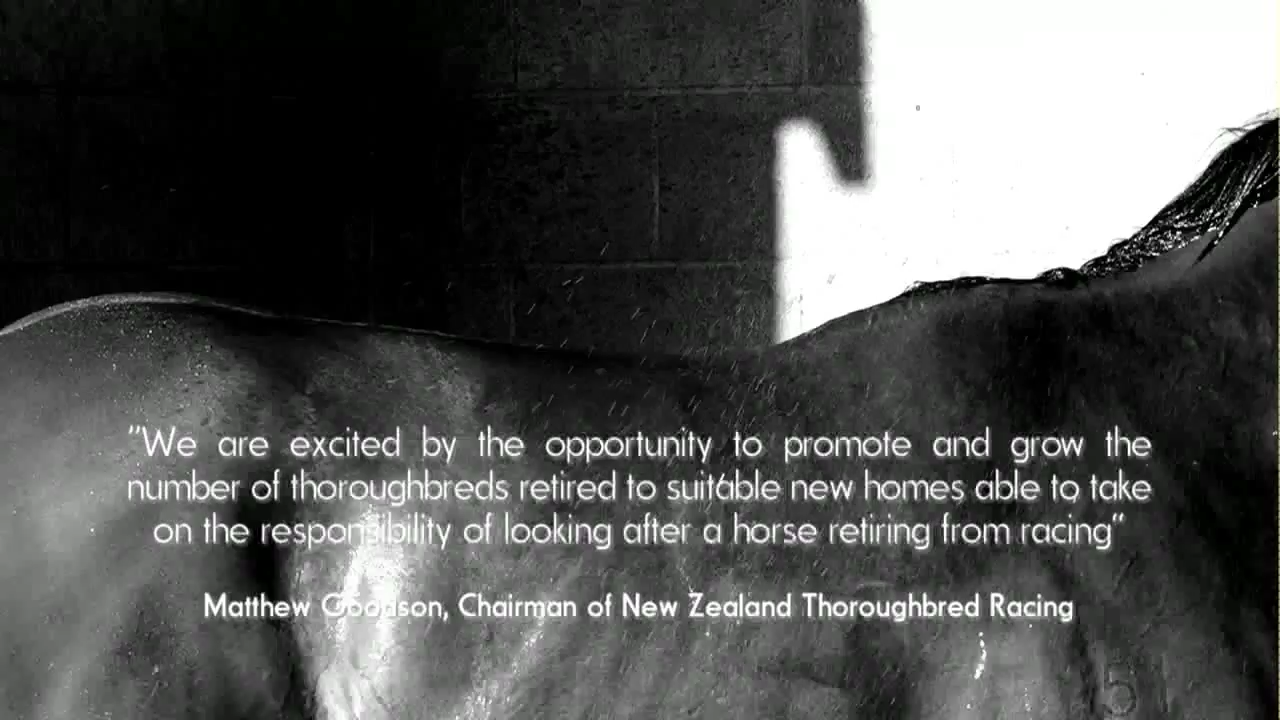 "We are excited by the opportunity to promote and grow the
number of thoroughbreds retired to suitable new homes able to take
on the responsibility of looking after a horse retiring from racing"
Matthew Goodson, Chairman of New Zealand Thoroughbred Racing
5